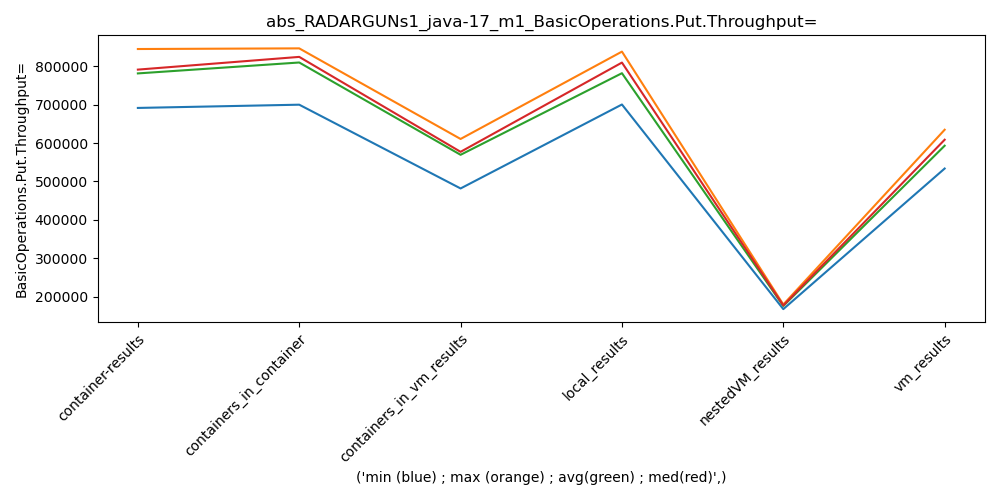 abs_RADARGUNs1_java-17_m1_BasicOperations.Put.Throughput=
BasicOperations.Put.Throughput=
800000
700000
600000
500000
400000
300000
200000
container-results
containers_in_container
containers_in_vm_results
local_results
nestedVM_results
vm_results
('min (blue) ; max (orange) ; avg(green) ; med(red)',)